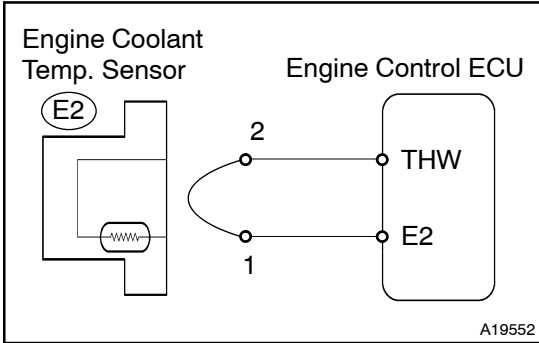 Engine Coolant
Temp. Sensor
Engine Control ECU
E2
2
THW
E2
1
A19552